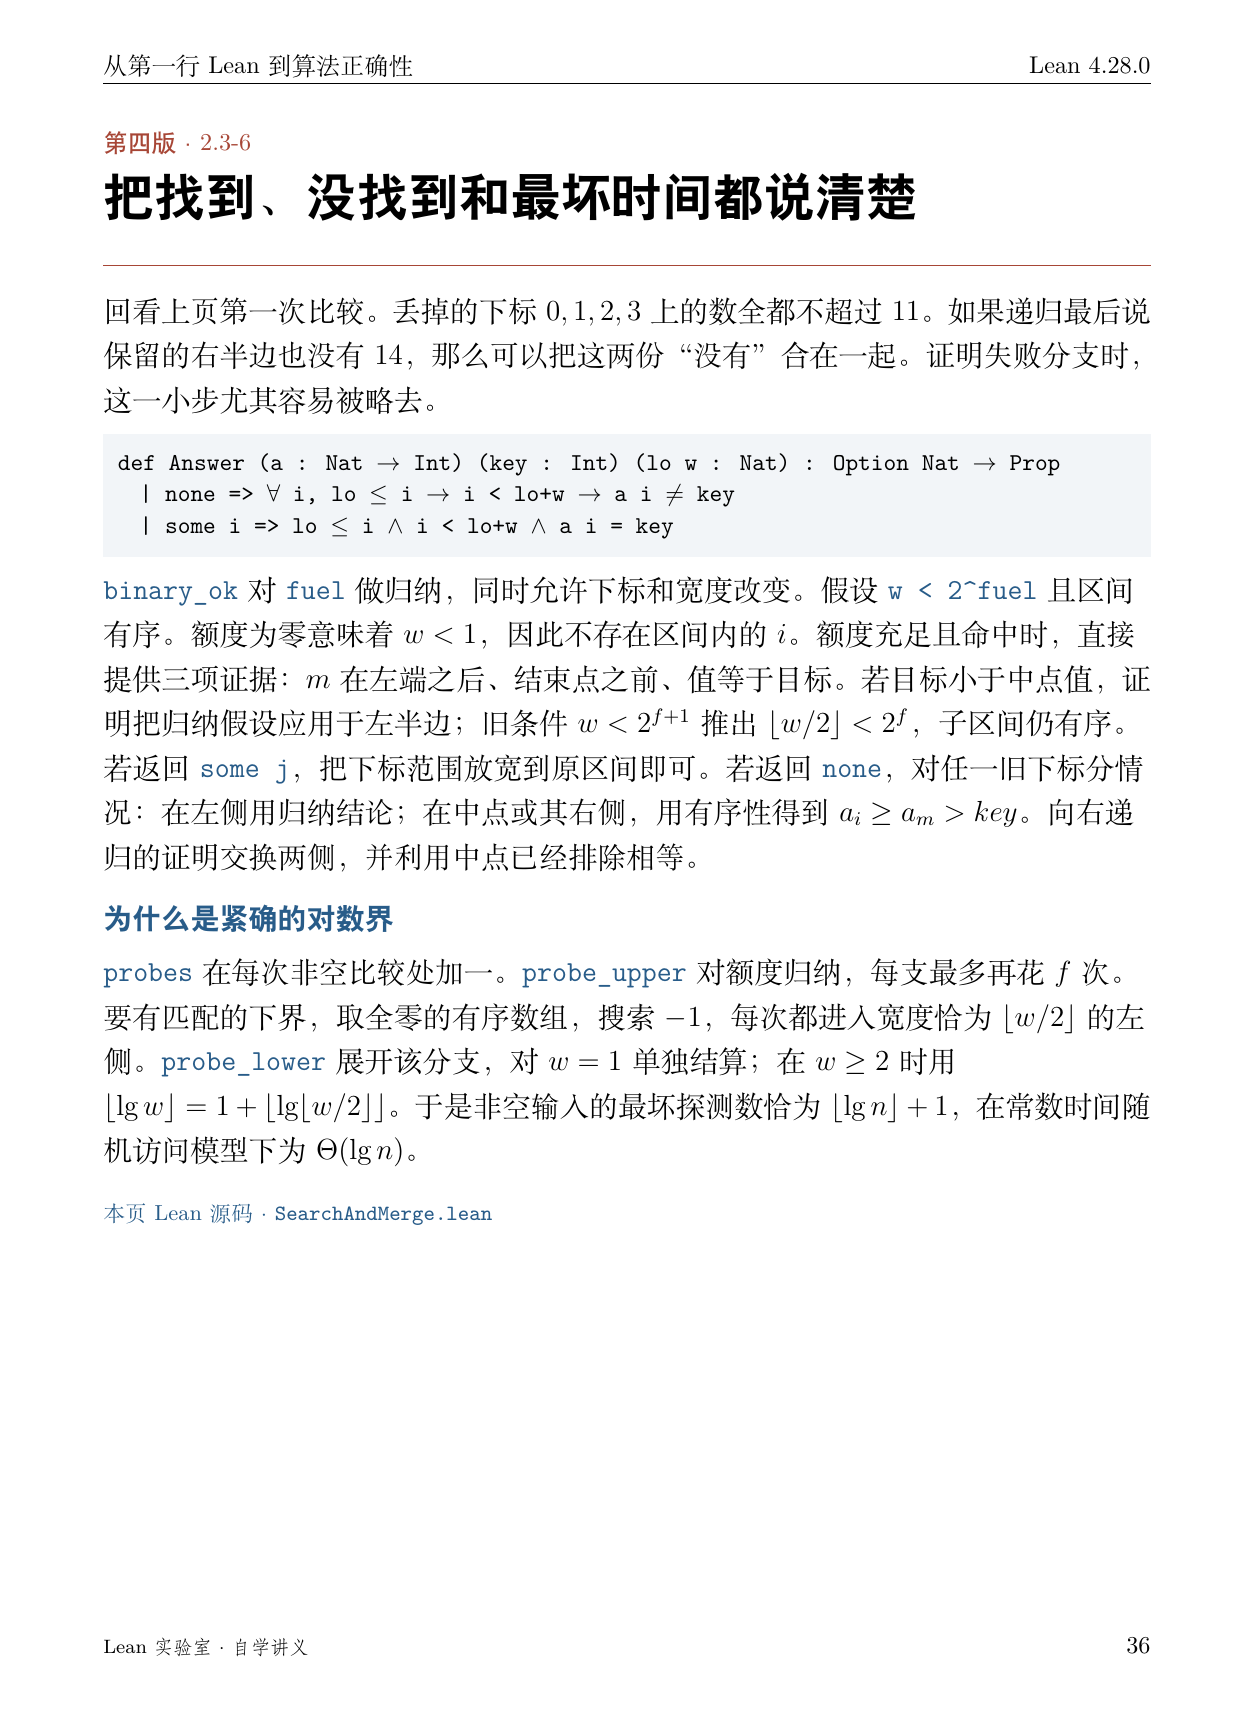 从第一行 Lean 到算法正确性
Lean 4.28.0
第四版 · 2.3-6
把找到、没找到和最坏时间都说清楚
回看上页第一次比较。丢掉的下标 0, 1, 2, 3 上的数全都不超过 11。如果递归最后说
保留的右半边也没有 14，那么可以把这两份“没有”合在一起。证明失败分支时，
这一小步尤其容易被略去。
def Answer (a : Nat → Int) (key : Int) (lo w : Nat) : Option Nat → Prop
  | none => ∀ i, lo ≤ i → i < lo+w → a i ≠ key
  | some i => lo ≤ i ∧ i < lo+w ∧ a i = key
binary_ok 对 fuel 做归纳，同时允许下标和宽度改变。假设 w < 2^fuel 且区间
有序。额度为零意味着 w < 1，因此不存在区间内的 i。额度充足且命中时，直接
提供三项证据：m 在左端之后、结束点之前、值等于目标。若目标小于中点值，证
明把归纳假设应用于左半边；旧条件 w < 2^{f+1} 推出 ⌊w/2⌋ < 2^f，子区间仍有序。
若返回 some j，把下标范围放宽到原区间即可。若返回 none，对任一旧下标分情
况：在左侧用归纳结论；在中点或其右侧，用有序性得到 a_i ≥ a_m > key。向右递
归的证明交换两侧，并利用中点已经排除相等。
为什么是紧确的对数界
probes 在每次非空比较处加一。probe_upper 对额度归纳，每支最多再花 f 次。
要有匹配的下界，取全零的有序数组，搜索 −1，每次都进入宽度恰为 ⌊w/2⌋ 的左
侧。probe_lower 展开该分支，对 w = 1 单独结算；在 w ≥ 2 时用
⌊lg w⌋ = 1 + ⌊lg⌊w/2⌋⌋。于是非空输入的最坏探测数恰为 ⌊lg n⌋ + 1，在常数时间随
机访问模型下为 Θ(lg n)。
本页 Lean 源码 · SearchAndMerge.lean
Lean 实验室 · 自学讲义
36